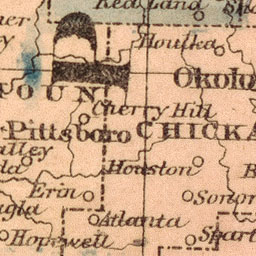 Red Land
Houlka
Okolo
OUN
Cherry Hill
Pittsboro
CHICKA
alley
Houston
Erin
Sonor
Atlanta
Hopewell
Spart